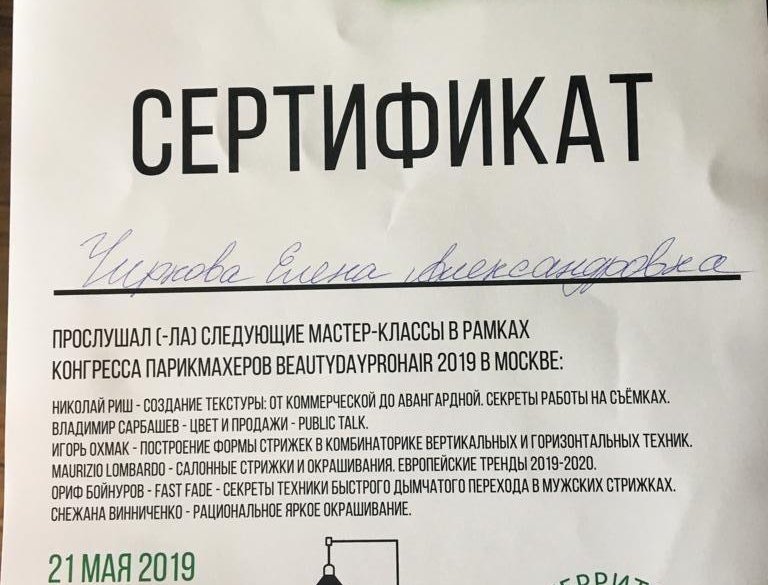 СЕРТИФИКАТ
Чиркова Елена Александровна
ПРОСЛУШАЛ (-ЛА) СЛЕДУЮЩИЕ МАСТЕР-КЛАССЫ В РАМКАХ
КОНГРЕССА ПАРИКМАХЕРОВ BEAUTYDAYPROHAIR 2019 В МОСКВЕ:
НИКОЛАЙ РИШ - СОЗДАНИЕ ТЕКСТУРЫ: ОТ КОММЕРЧЕСКОЙ ДО АВАНГАРДНОЙ. СЕКРЕТЫ РАБОТЫ НА СЪЁМКАХ.
ВЛАДИМИР САРБАШЕВ - ЦВЕТ И ПРОДАЖИ - PUBLIC TALK.
ИГОРЬ ОХМАК - ПОСТРОЕНИЕ ФОРМЫ СТРИЖЕК В КОМБИНАТОРИКЕ ВЕРТИКАЛЬНЫХ И ГОРИЗОНТАЛЬНЫХ ТЕХНИК.
MAURIZIO LOMBARDO - САЛОННЫЕ СТРИЖКИ И ОКРАШИВАНИЯ. ЕВРОПЕЙСКИЕ ТРЕНДЫ 2019-2020.
ОРИФ БОЙНУРОВ - FAST FADE - СЕКРЕТЫ ТЕХНИКИ БЫСТРОГО ДЫМЧАТОГО ПЕРЕХОДА В МУЖСКИХ СТРИЖКАХ.
СНЕЖАНА ВИННИЧЕНКО - РАЦИОНАЛЬНОЕ ЯРКОЕ ОКРАШИВАНИЕ.
21 МАЯ 2019